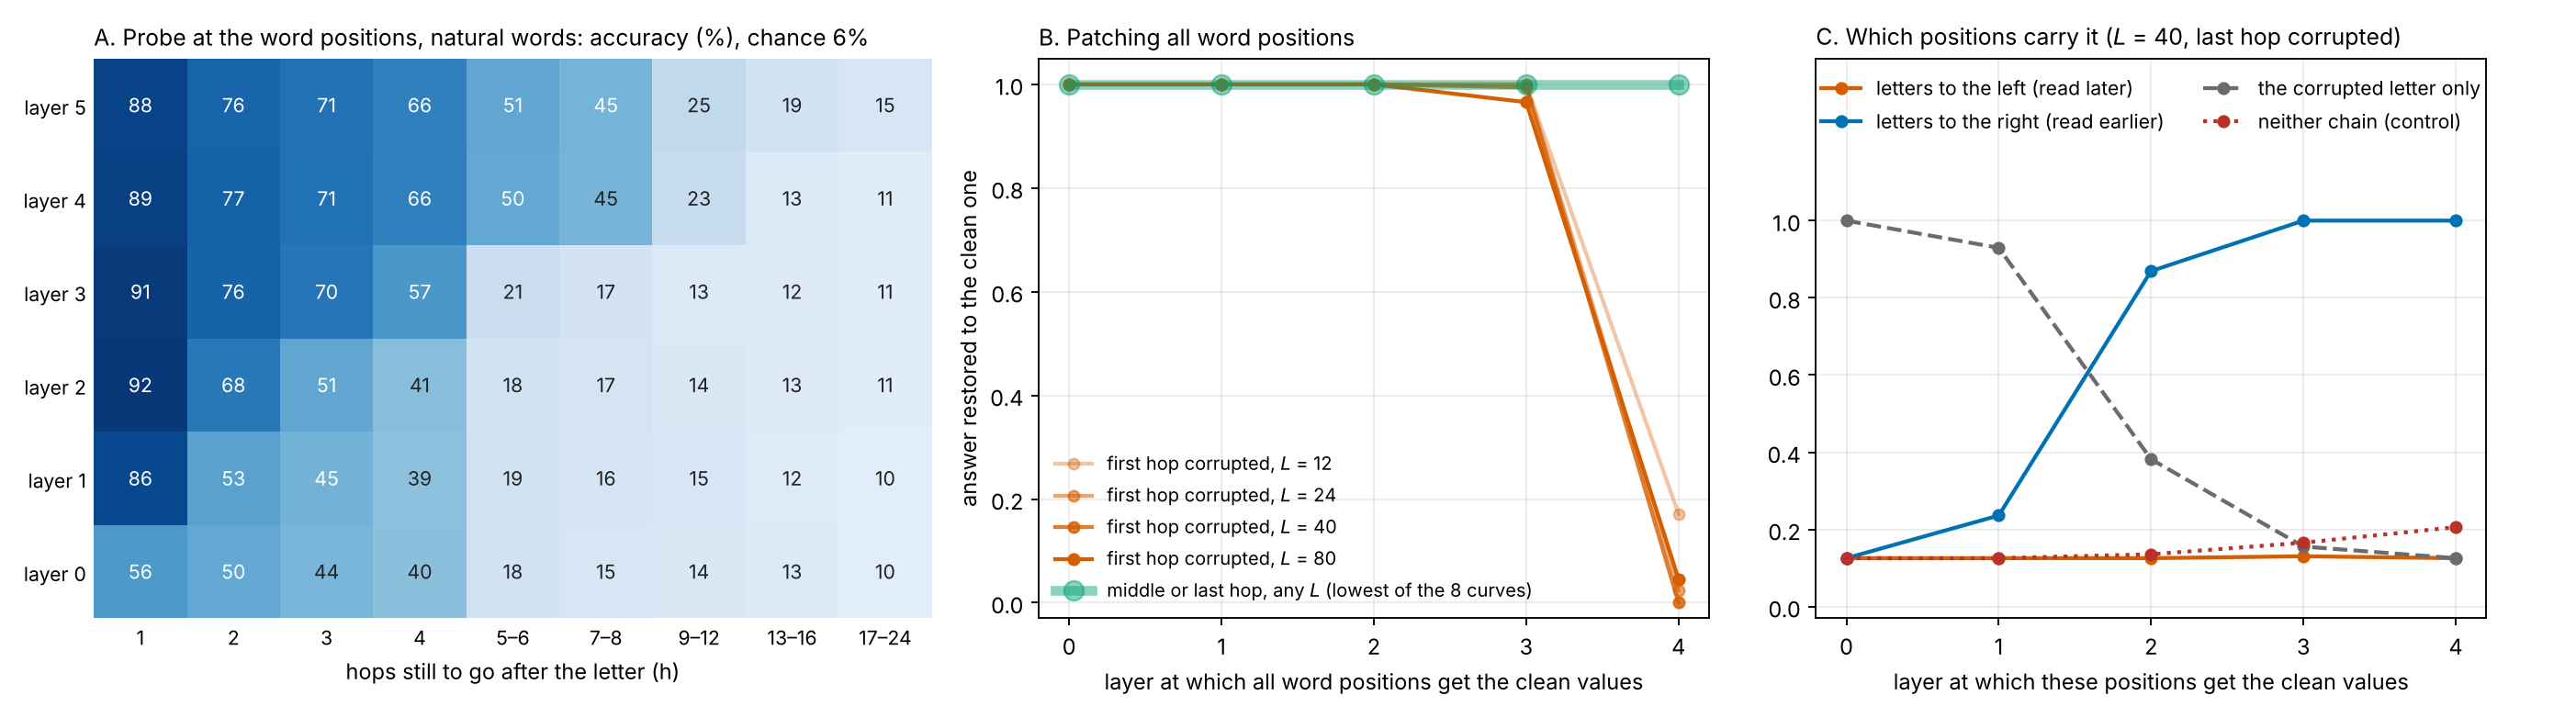 A. Probe at the word positions, natural words: accuracy (%), chance 6%
layer 5 88 76 71 66 51 45 25 19 15
layer 4 89 77 71 66 50 45 23 13 11
layer 3 91 76 70 57 21 17 13 12 11
layer 2 92 68 51 41 18 17 14 13 11
layer 1 86 53 45 39 19 16 15 12 10
layer 0 56 50 44 40 18 15 14 13 10
1 2 3 4 5–6 7–8 9–12 13–16 17–24
hops still to go after the letter (h)
B. Patching all word positions
answer restored to the clean one
1.0
0.8
0.6
0.4
0.2
0.0
first hop corrupted, L = 12
first hop corrupted, L = 24
first hop corrupted, L = 40
first hop corrupted, L = 80
middle or last hop, any L (lowest of the 8 curves)
0 1 2 3 4
layer at which all word positions get the clean values
C. Which positions carry it (L = 40, last hop corrupted)
letters to the left (read later)
letters to the right (read earlier)
the corrupted letter only
neither chain (control)
1.0
0.8
0.6
0.4
0.2
0.0
0 1 2 3 4
layer at which these positions get the clean values